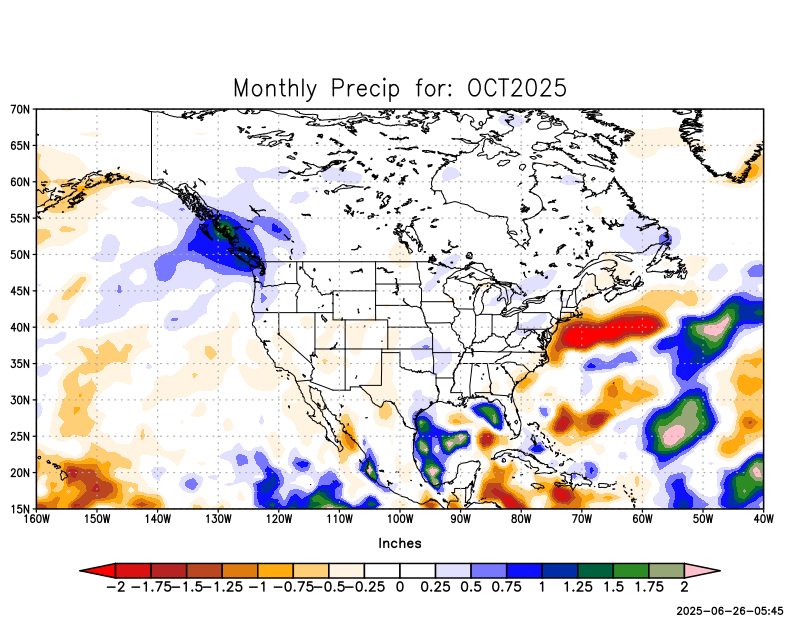 Monthly Precip for: OCT2025
70N
65N
60N
55N
50N
45N
40N
35N
30N
25N
20N
15N
160W 150W 140W 130W 120W 110W 100W 90W 80W 70W 60W 50W 40W
Inches
−2 −1.75−1.5−1.25 −1 −0.75−0.5−0.25 0 0.25 0.5 0.75 1 1.25 1.5 1.75 2
2025−06−26−05:45